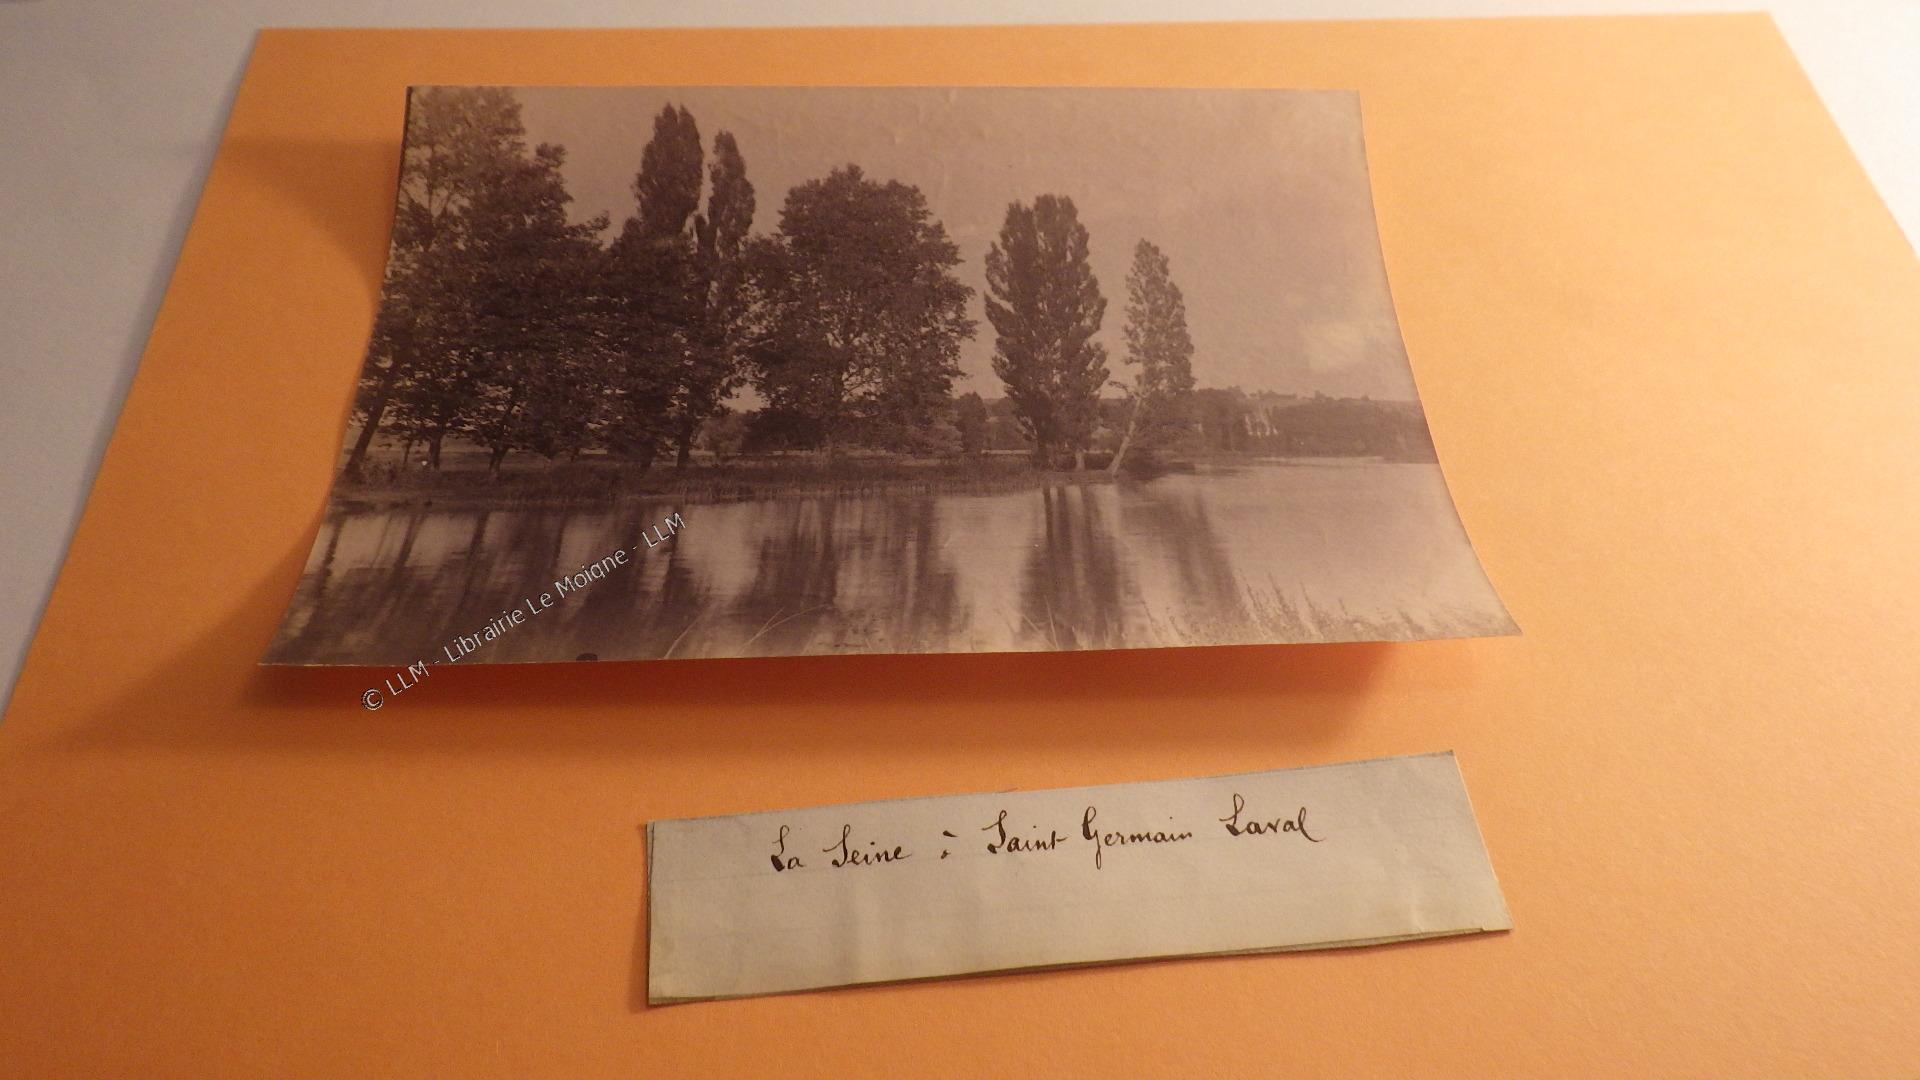 © LLM - Librairie Le Moigne - LLM
La Seine à Saint Germain Laval